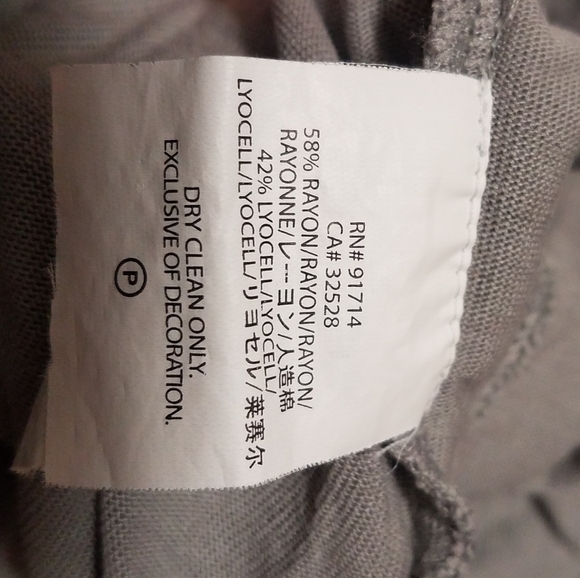 RN# 91714
CA# 32528
58% RAYON/RAYON/RAYON/
RAYONNE/レーヨン/人造棉
42% LYOCELL/LYOCELL/
LYOCELL/LYOCELL/リヨセル/莱赛尔
DRY CLEAN ONLY.
EXCLUSIVE OF DECORATION.
P